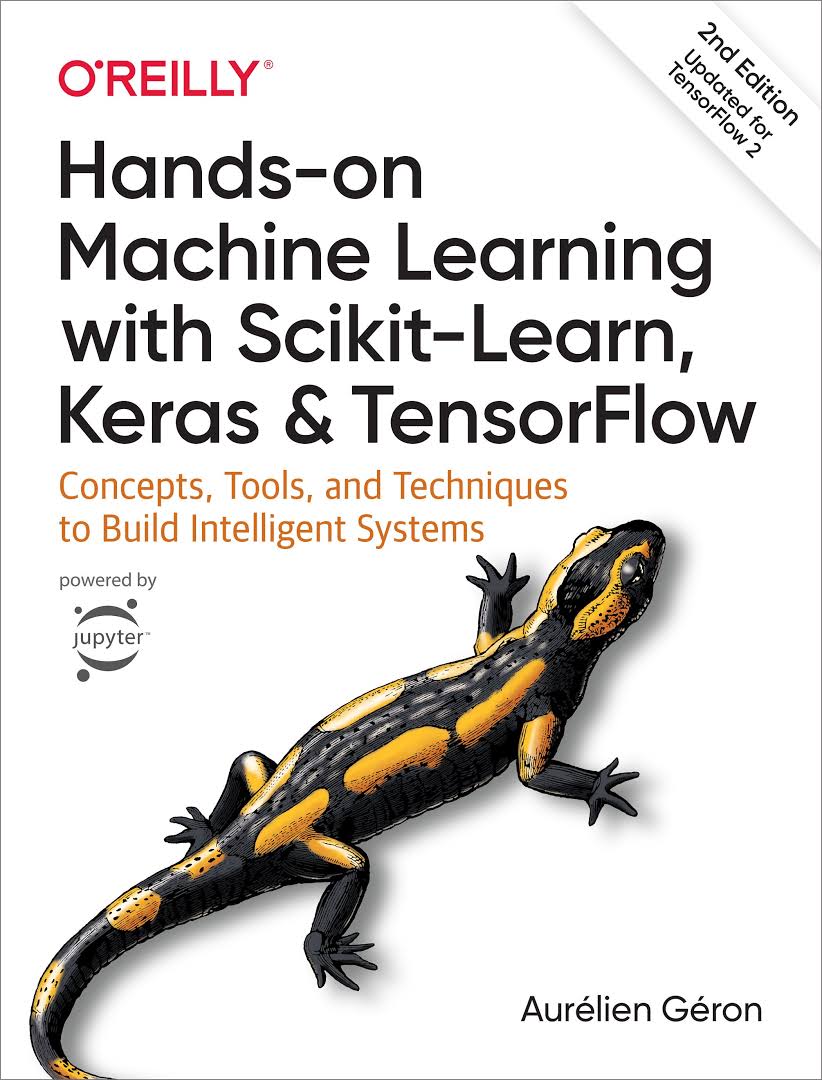 O'REILLY®
2nd Edition
Updated for
TensorFlow 2
Hands-on
Machine Learning
with Scikit-Learn,
Keras & TensorFlow
Concepts, Tools, and Techniques
to Build Intelligent Systems
powered by
jupyter™
Aurélien Géron